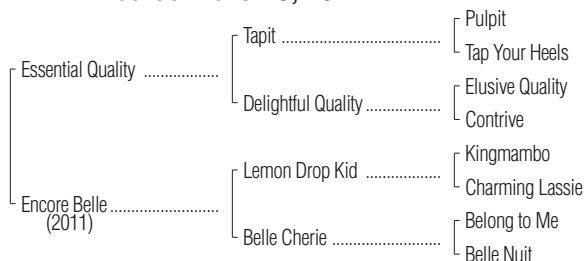 Pulpit
Tapit
Tap Your Heels
Essential Quality
Elusive Quality
Delightful Quality
Contrive
Kingmambo
Lemon Drop Kid
Charming Lassie
Encore Belle
(2011)
Belong to Me
Belle Cherie
Belle Nuit